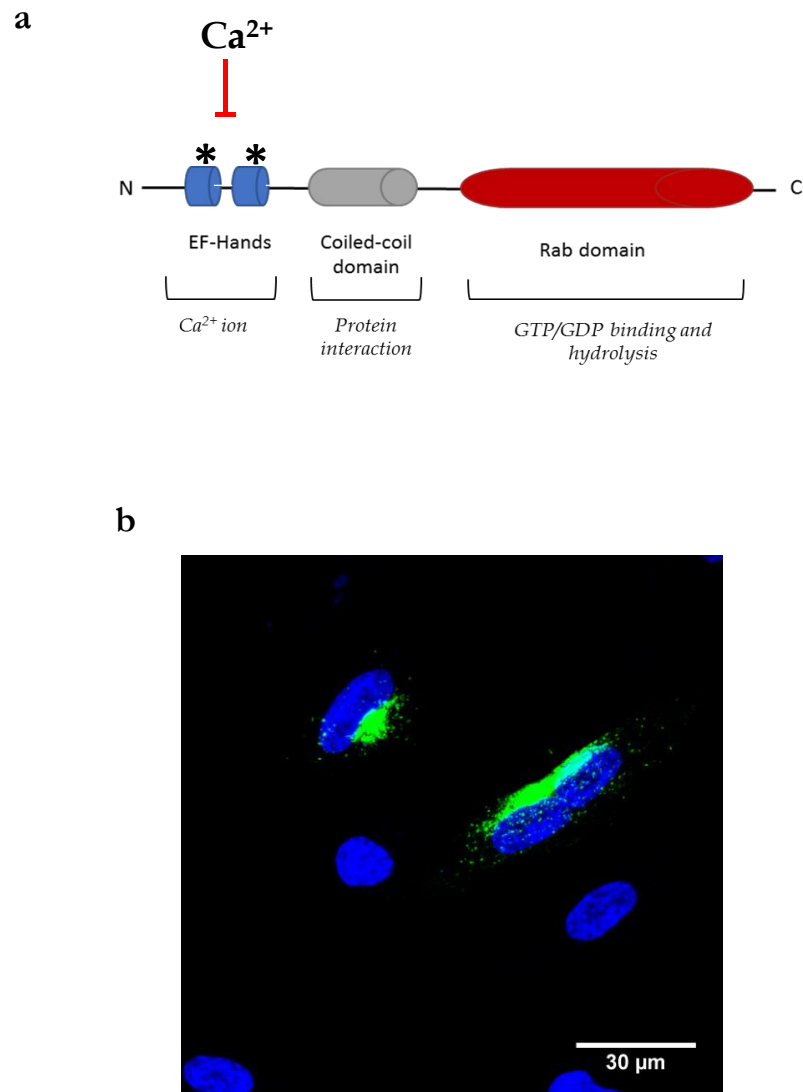 a
Ca²⁺
* *
N
C
EF-Hands
Coiled-coil
domain
Rab domain
Ca²⁺ ion
Protein
interaction
GTP/GDP binding and
hydrolysis
b
30 µm